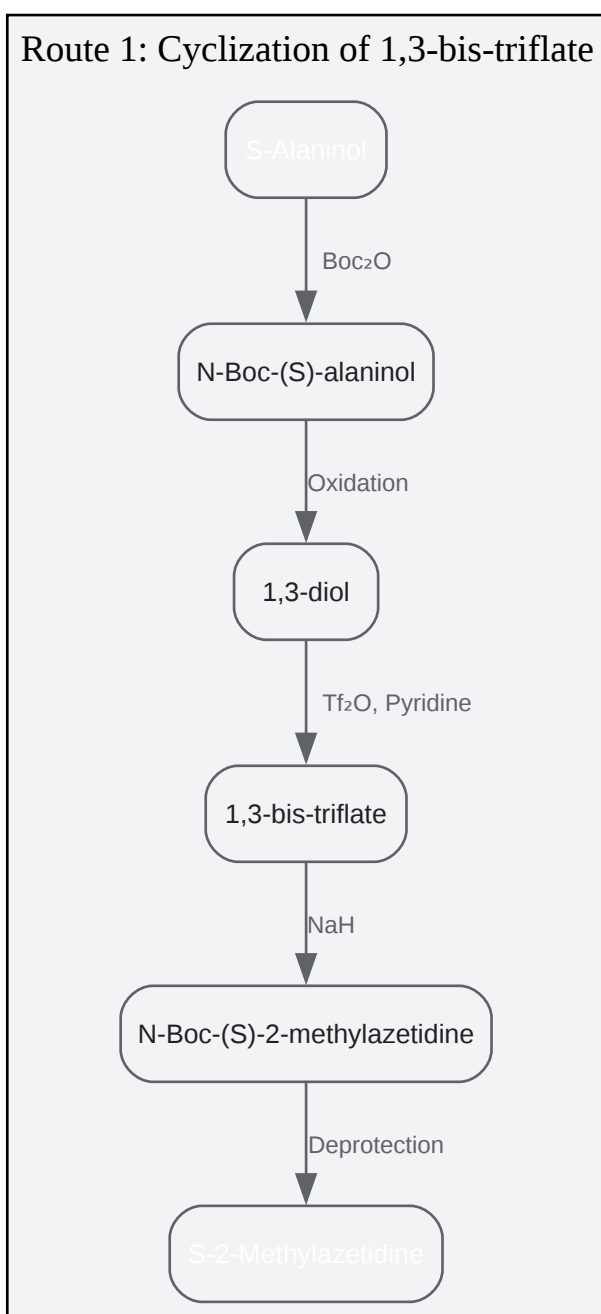 Route 1: Cyclization of 1,3-bis-triflate
S-Alaninol
Boc₂O
N-Boc-(S)-alaninol
Oxidation
1,3-diol
Tf₂O, Pyridine
1,3-bis-triflate
NaH
N-Boc-(S)-2-methylazetidine
Deprotection
S-2-Methylazetidine